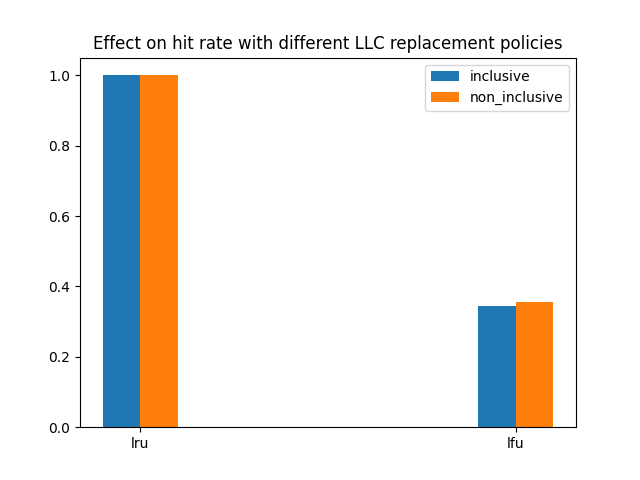 Effect on hit rate with different LLC replacement policies
inclusive
non_inclusive
1.0
0.8
0.6
0.4
0.2
0.0
lru
lfu